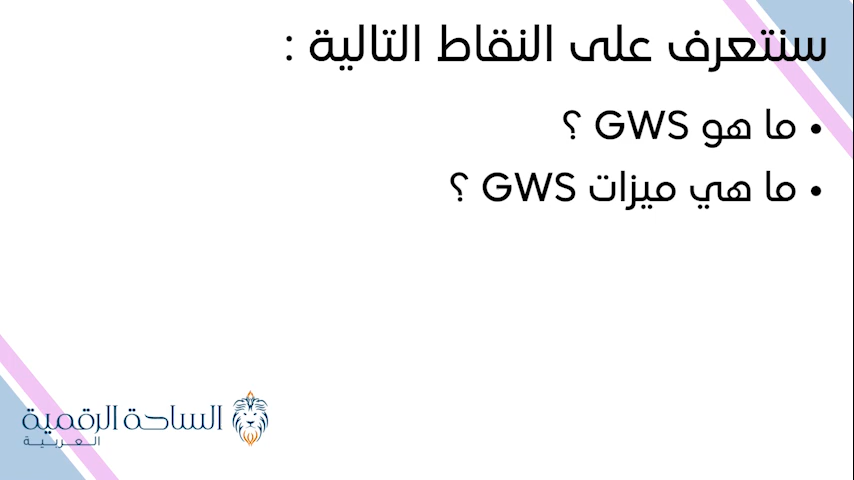 سنتعرف على النقاط التالية :
• ما هو GWS ؟
• ما هي ميزات GWS ؟
الساحة الرقمية
العربية